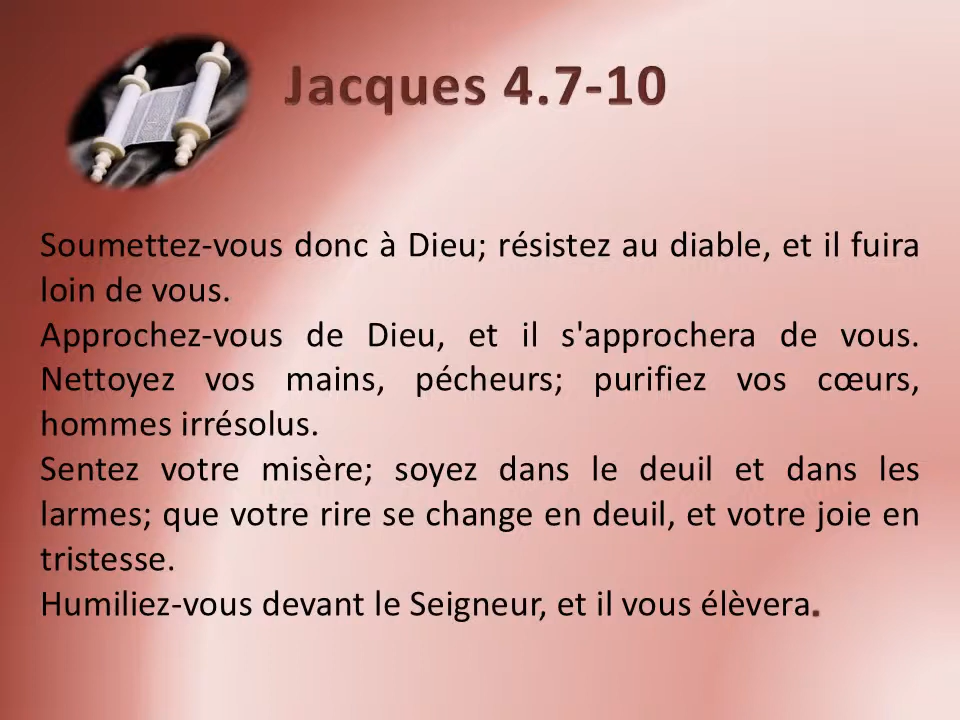 Jacques 4.7-10
Soumettez-vous donc à Dieu; résistez au diable, et il fuira
loin de vous.
Approchez-vous de Dieu, et il s'approchera de vous.
Nettoyez vos mains, pécheurs; purifiez vos cœurs,
hommes irrésolus.
Sentez votre misère; soyez dans le deuil et dans les
larmes; que votre rire se change en deuil, et votre joie en
tristesse.
Humiliez-vous devant le Seigneur, et il vous élèvera.